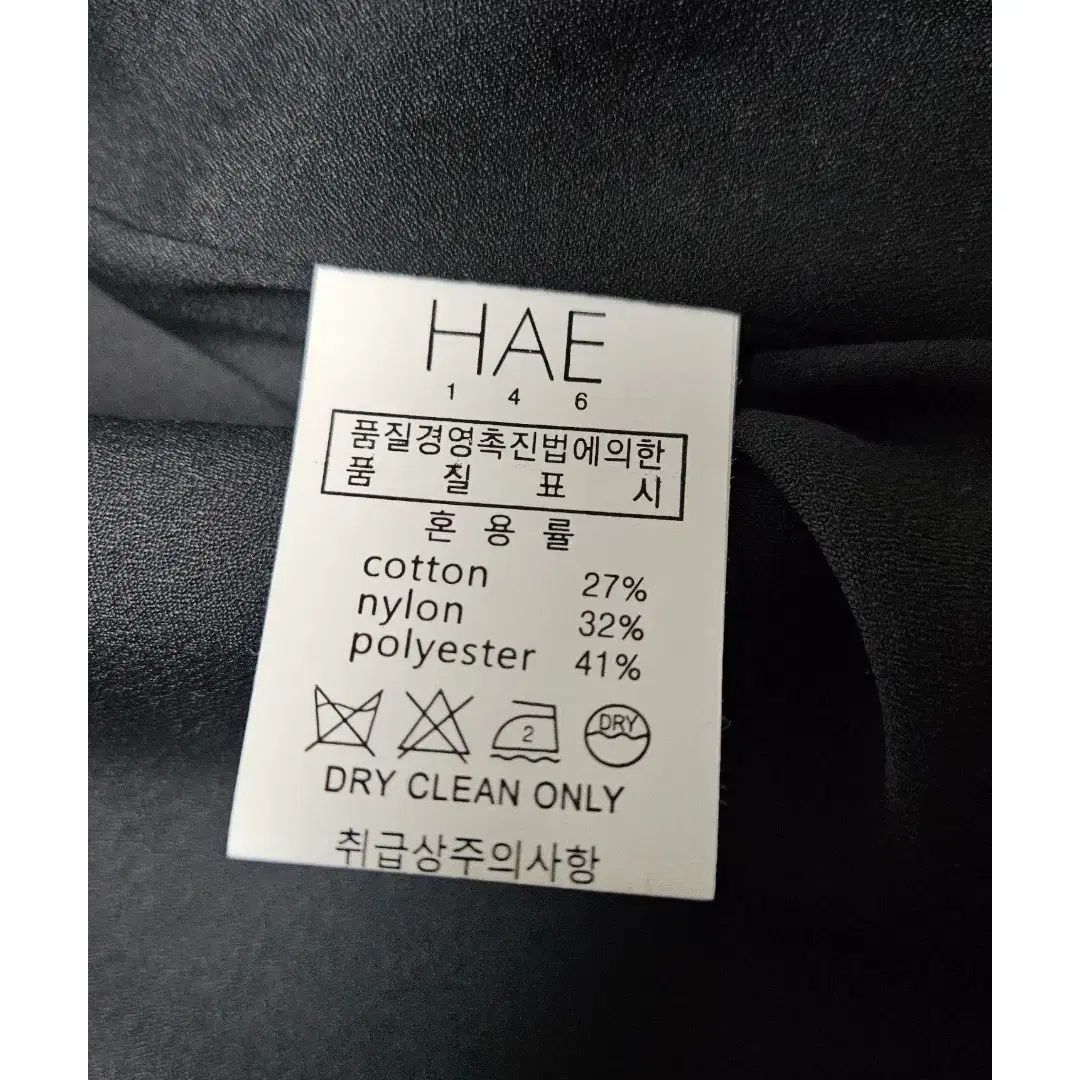 HAE
1 4 6
품질경영촉진법에의한
품 질 표 시
혼 용 률
cotton 27%
nylon 32%
polyester 41%
2 DRY
DRY CLEAN ONLY
취급상주의사항